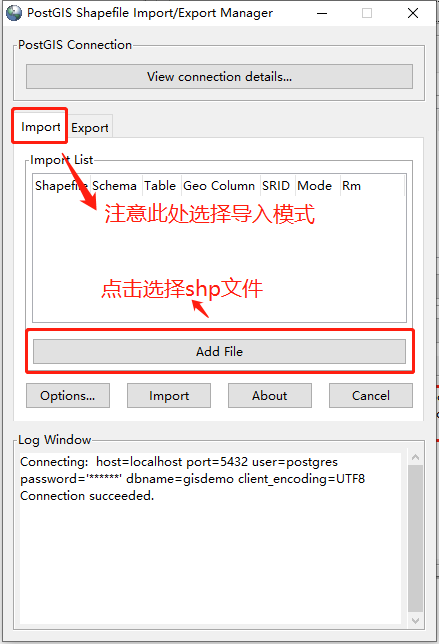 PostGIS Shapefile Import/Export Manager
PostGIS Connection
View connection details...
Import Export
Import List
Shapefile Schema Table Geo Column SRID Mode Rm
注意此处选择导入模式
点击选择shp文件
Add File
Options... Import About Cancel
Log Window
Connecting: host=localhost port=5432 user=postgres
password='******' dbname=gisdemo client_encoding=UTF8
Connection succeeded.